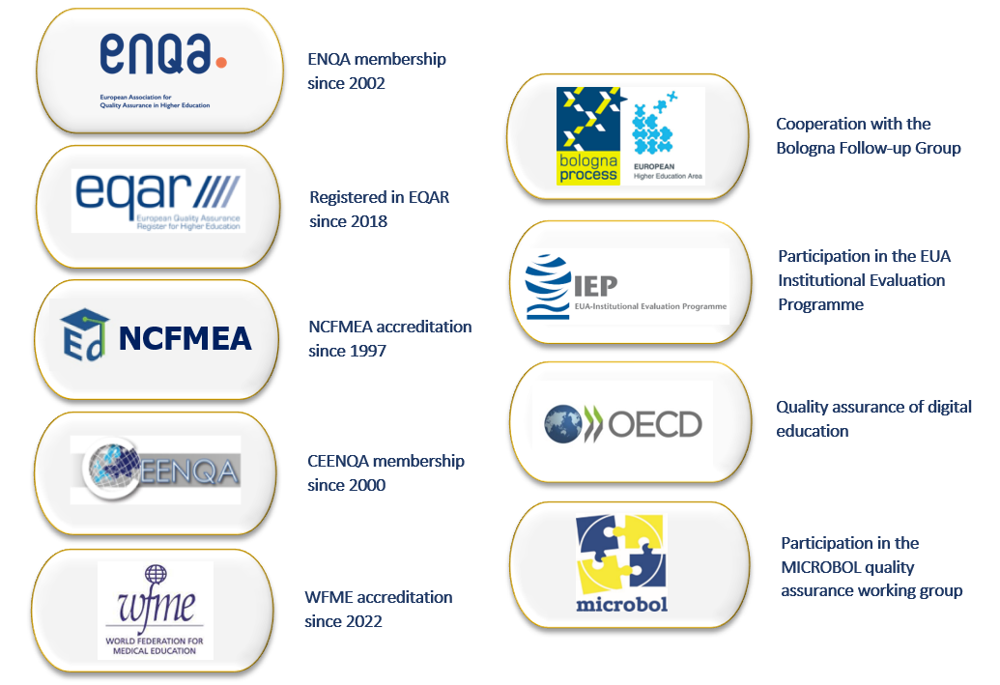 enqa.
European Association for
Quality Assurance in Higher Education
ENQA membership
since 2002
eqar////
European Quality Assurance
Register for Higher Education
Registered in EQAR
since 2018
Ed NCFMEA
NCFMEA accreditation
since 1997
CEENQA
CEENQA membership
since 2000
wfme
WORLD FEDERATION FOR
MEDICAL EDUCATION
WFME accreditation
since 2022
bologna
process
EUROPEAN
Higher Education Area
Cooperation with the
Bologna Follow-up Group
IEP
EUA-Institutional Evaluation Programme
Participation in the EUA
Institutional Evaluation
Programme
OECD
Quality assurance of digital
education
microbol
Participation in the
MICROBOL quality
assurance working group